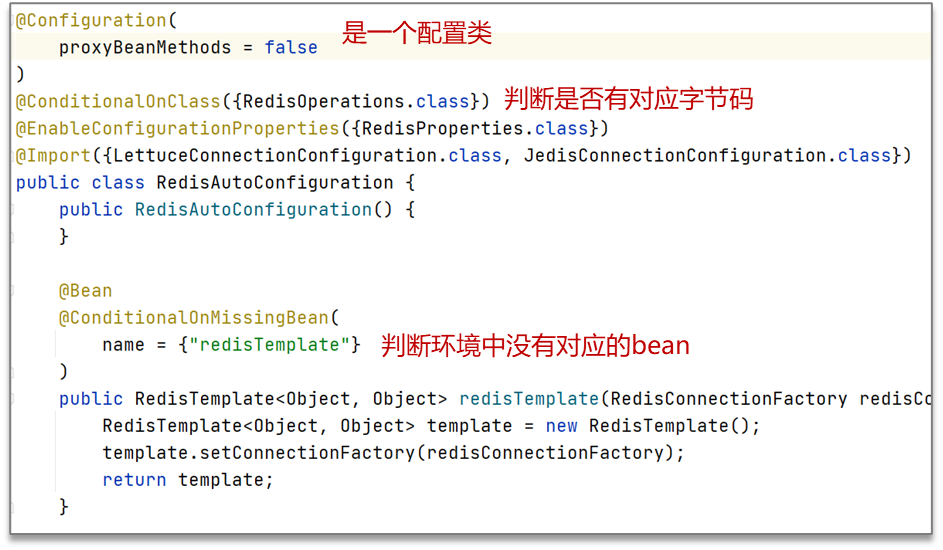 @Configuration(
    proxyBeanMethods = false 是一个配置类
)
@ConditionalOnClass({RedisOperations.class}) 判断是否有对应字节码
@EnableConfigurationProperties({RedisProperties.class})
@Import({LettuceConnectionConfiguration.class, JedisConnectionConfiguration.class})
public class RedisAutoConfiguration {
    public RedisAutoConfiguration() {
    }
    @Bean
    @ConditionalOnMissingBean(
        name = {"redisTemplate"} 判断环境中没有对应的bean
    )
    public RedisTemplate<Object, Object> redisTemplate(RedisConnectionFactory redisCo
        RedisTemplate<Object, Object> template = new RedisTemplate();
        template.setConnectionFactory(redisConnectionFactory);
        return template;
    }